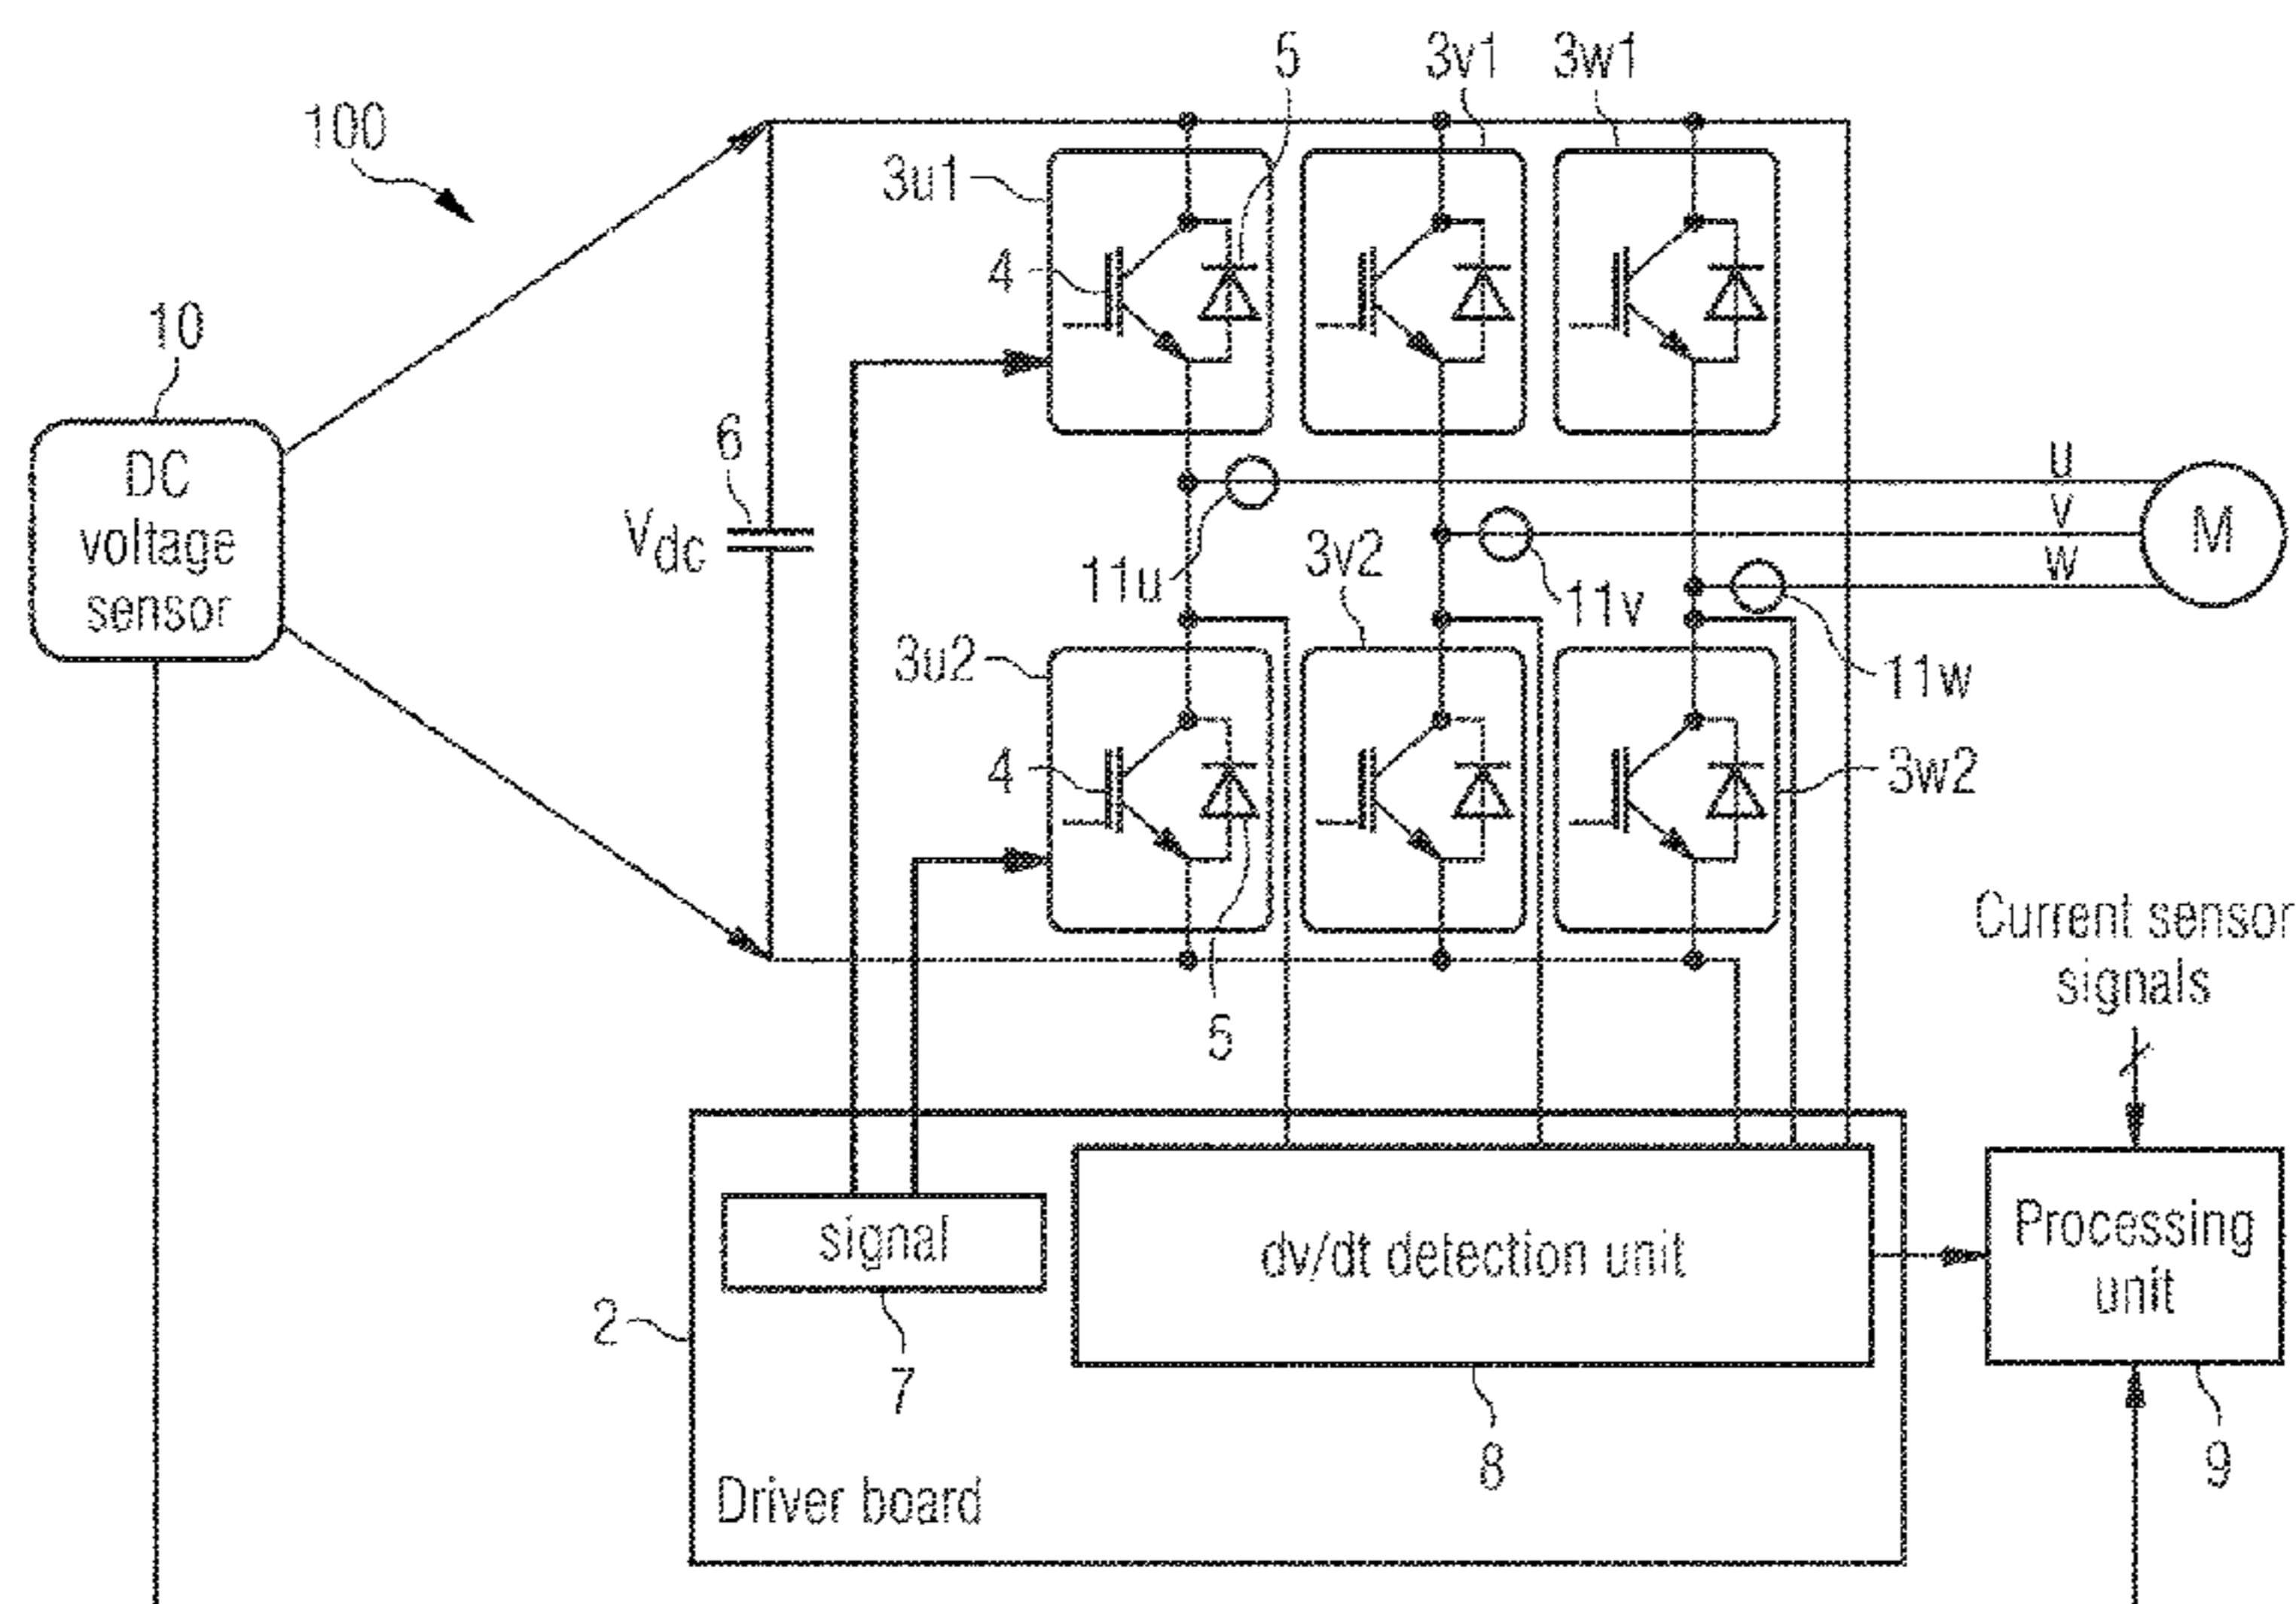 5
3v1
3w1
100
3u1
4
10
DC
voltage
sensor
6
Vdc
u
v
w
M
11u
3v2
11v
11w
3u2
4
3w2
5
Current sensor
signals
signal
dv/dt detection unit
Processing
unit
2
7
8
9
Driver board